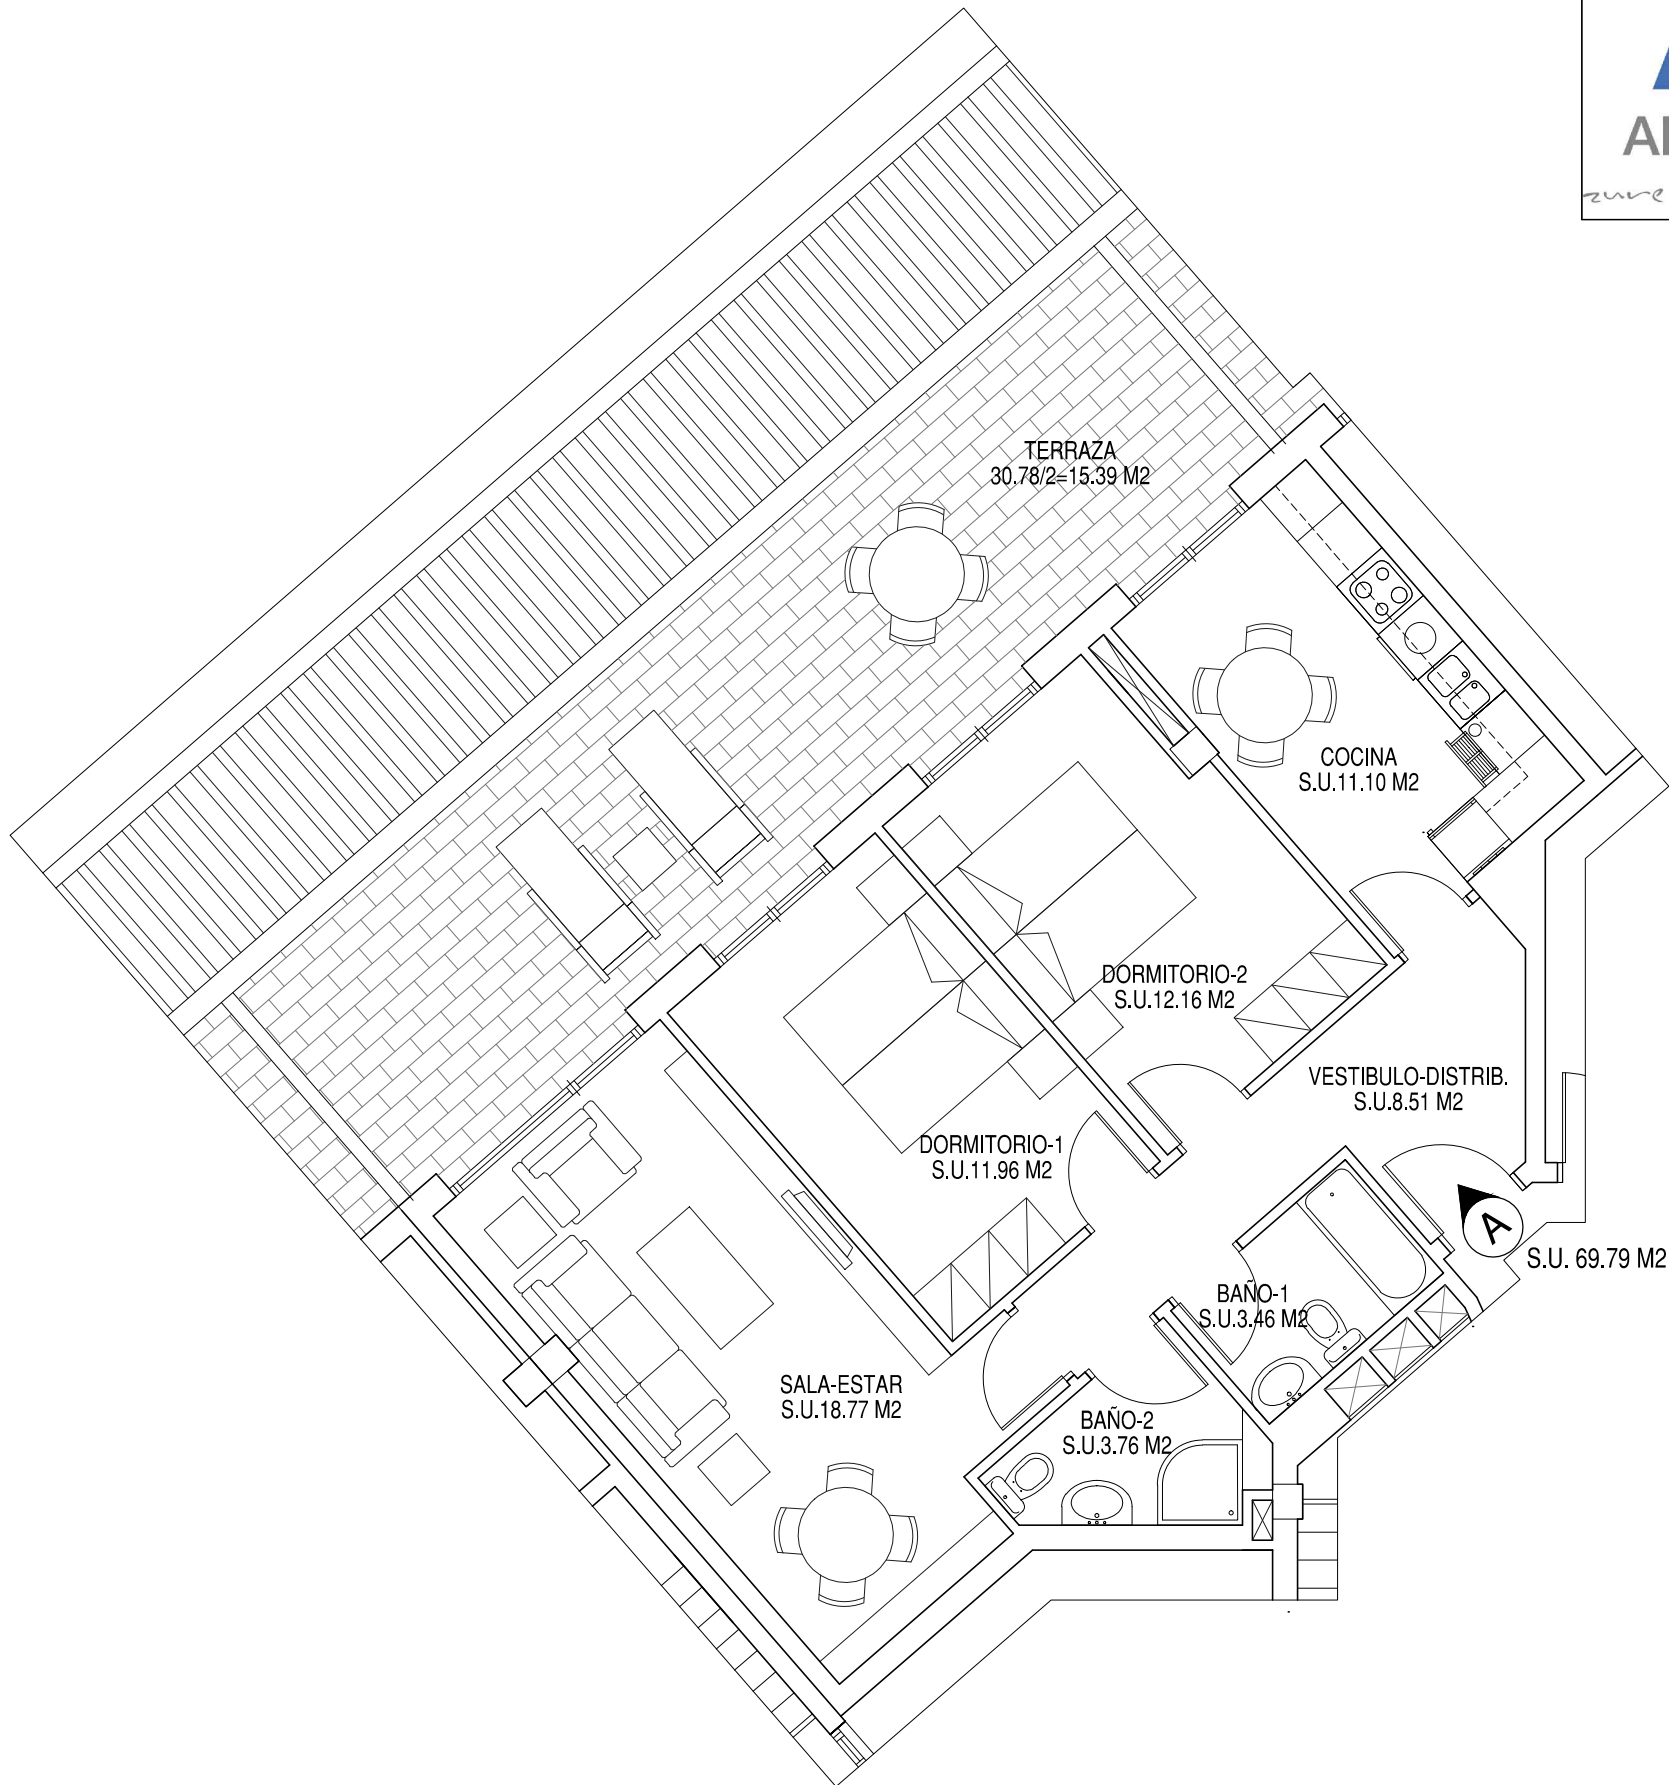 zure
TERRAZA
30.78/2=15.39 M2
COCINA
S.U.11.10 M2
DORMITORIO-2
S.U.12.16 M2
VESTIBULO-DISTRIB.
S.U.8.51 M2
DORMITORIO-1
S.U.11.96 M2
A
S.U. 69.79 M2
BAÑO-1
S.U.3.46 M2
SALA-ESTAR
S.U.18.77 M2
BAÑO-2
S.U.3.76 M2